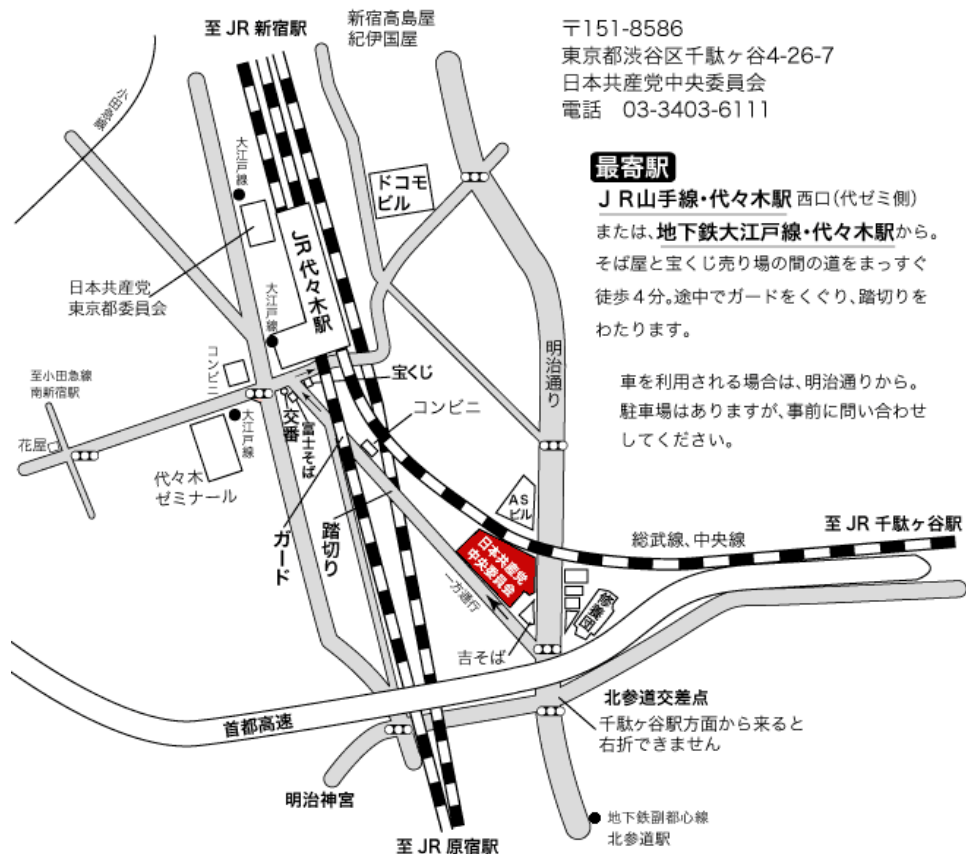 至 JR 新宿駅
新宿高島屋
紀伊国屋
〒151-8586
東京都渋谷区千駄ヶ谷4-26-7
日本共産党中央委員会
電話　03-3403-6111
最寄駅
ＪＲ山手線・代々木駅 西口（代ゼミ側）
または、地下鉄大江戸線・代々木駅から。
そば屋と宝くじ売り場の間の道をまっすぐ
徒歩４分。途中でガードをくぐり、踏切りを
わたります。
車を利用される場合は、明治通りから。
駐車場はありますが、事前に問い合わせ
してください。
小田急線
大江戸線
ドコモ
ビル
JR 代々木駅
日本共産党
東京都委員会
大江戸線
コンビニ
明治通り
至小田急線
南新宿駅
宝くじ
コンビニ
花屋
大江戸線
交番
富士そば
代々木
ゼミナール
ガード
踏切り
AS
ビル
総武線、中央線
至 JR 千駄ヶ谷駅
日本共産党
中央委員会
一方通行
修養団
吉そば
首都高速
北参道交差点
千駄ヶ谷駅方面から来ると
右折できません
明治神宮
地下鉄副都心線
北参道駅
至 JR 原宿駅